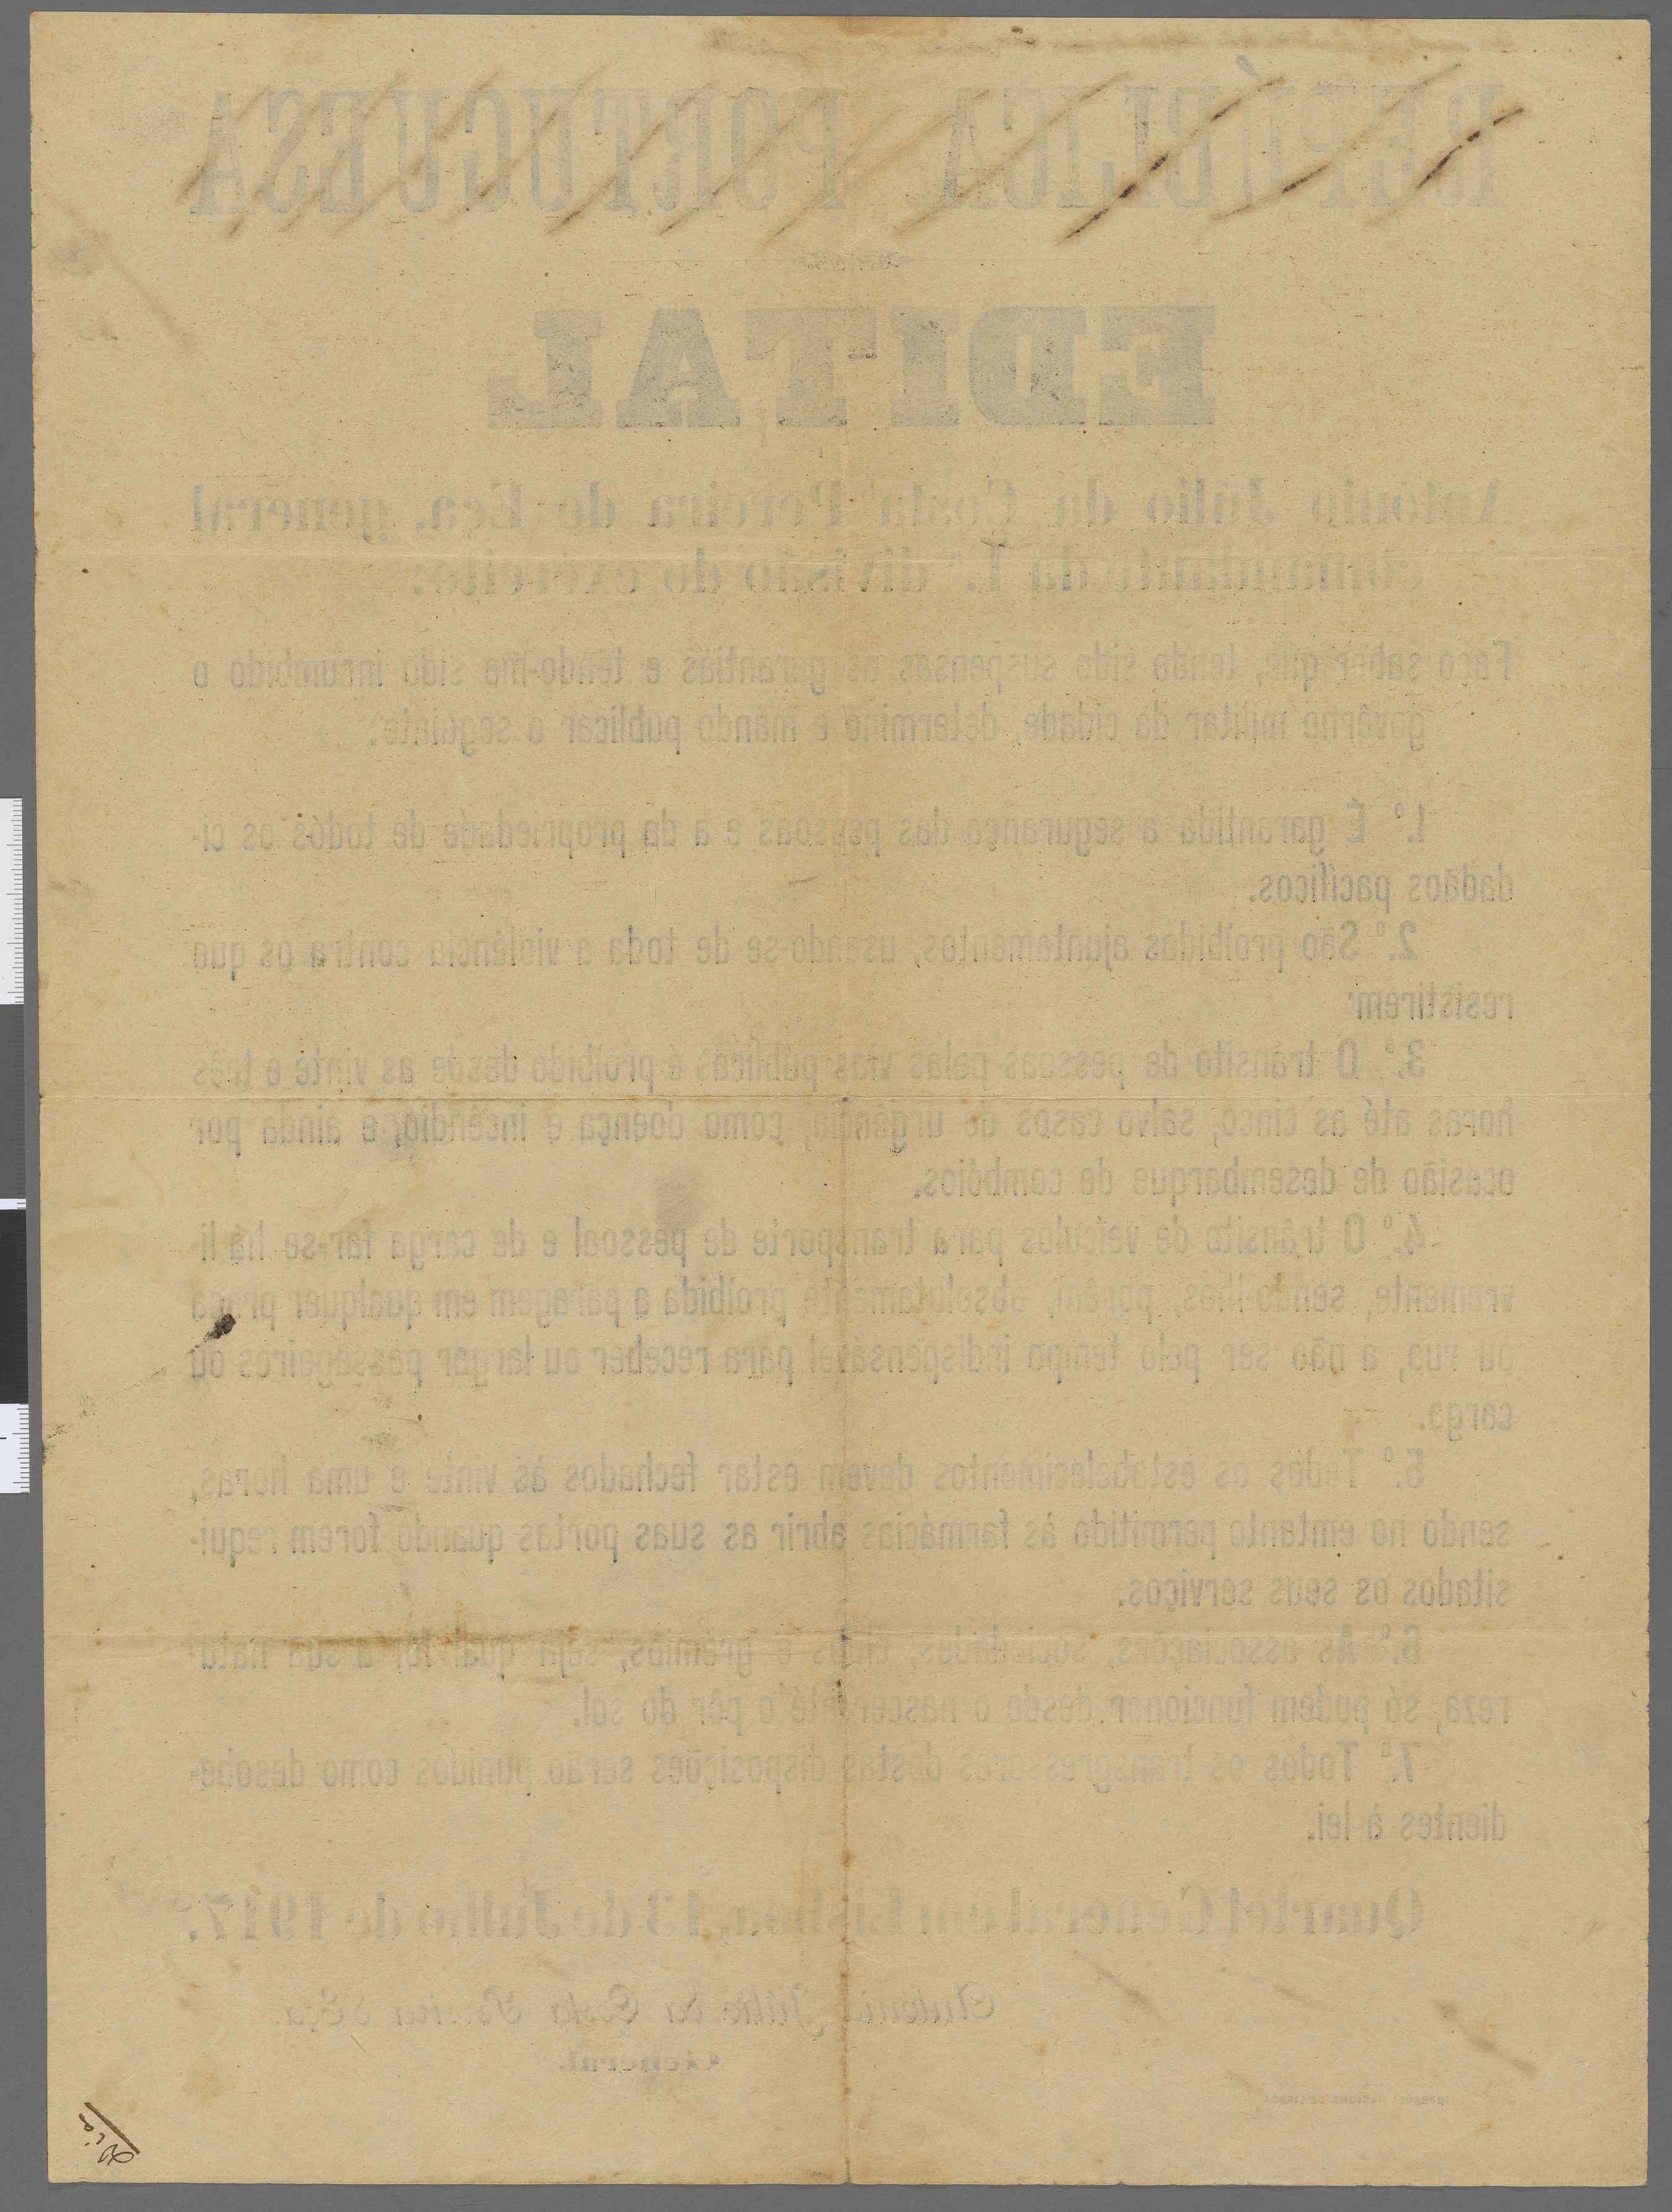 REPÚBLICA PORTUGUESA
EDITAL
António Júlio da Costa Pereira de Eça, general
comandante da 1.ª divisão do exército:
Faço saber que, tendo sido suspensas as garantias e tendo-me sido incumbido o
govêrno militar da cidade, determino e mando publicar o seguinte:
1.º É garantida a segurança das pessoas e a da propriedade de todos os ci-
dadãos pacíficos.
2.º São proíbidos ajuntamentos, usando-se de toda a violência contra os que
resistirem
3.º O trânsito de pessoas pelas vias públicas é proíbido desde as vinte e três
horas até as cinco, salvo casos de urgência como doença e incêndio, e ainda por
ocasião de desembarque de combóios.
4.º O trânsito de veículos para transporte de pessoal e de carga far-se há li-
vremente, sendo-lhes, porêm, absolutamente proíbida a paragem em qualquer praça
ou rua, a não ser pelo tempo indispensável para receber ou largar passageiros ou
carga.
5.º Todos os estabelecimentos devem estar fechados às vinte e uma horas,
sendo no emtanto permitido às farmácias abrir as suas portas quando forem requi-
sitados os seus serviços.
6.º As associações, sociedades, clubs e grémios, seja qual fôr a sua natu-
reza, só podem funcionar desde o nascer até o pôr do sol.
7.º Todos os transgressores destas disposições serão punidos como desobe-
dientes à lei.
Quartel General em Lisboa, 13 de Julho de 1917.
António Júlio da Costa Pereira d'Eça.
General.